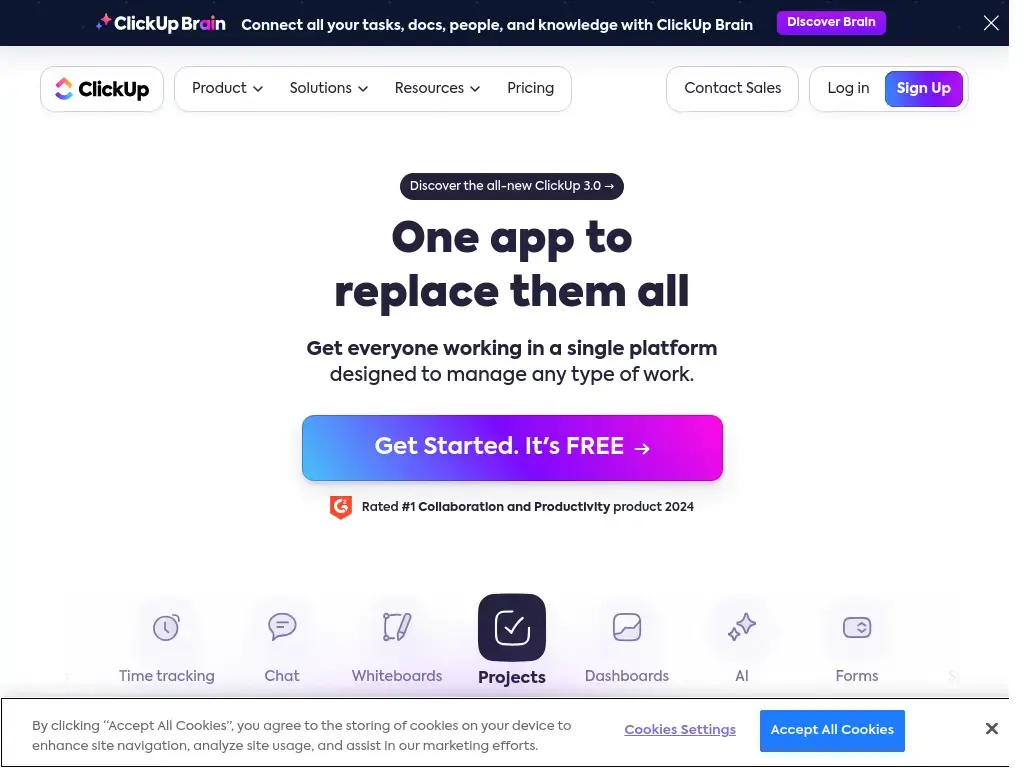 ClickUp Brain Connect all your tasks, docs, people, and knowledge with ClickUp Brain Discover Brain
ClickUp Product Solutions Resources Pricing Contact Sales Log in Sign Up
Discover the all-new ClickUp 3.0 →
One app to
replace them all
Get everyone working in a single platform
designed to manage any type of work.
Get Started. It's FREE →
Rated #1 Collaboration and Productivity product 2024
Time tracking Chat Whiteboards Projects Dashboards AI Forms
By clicking “Accept All Cookies”, you agree to the storing of cookies on your device to
enhance site navigation, analyze site usage, and assist in our marketing efforts.
Cookies Settings Accept All Cookies